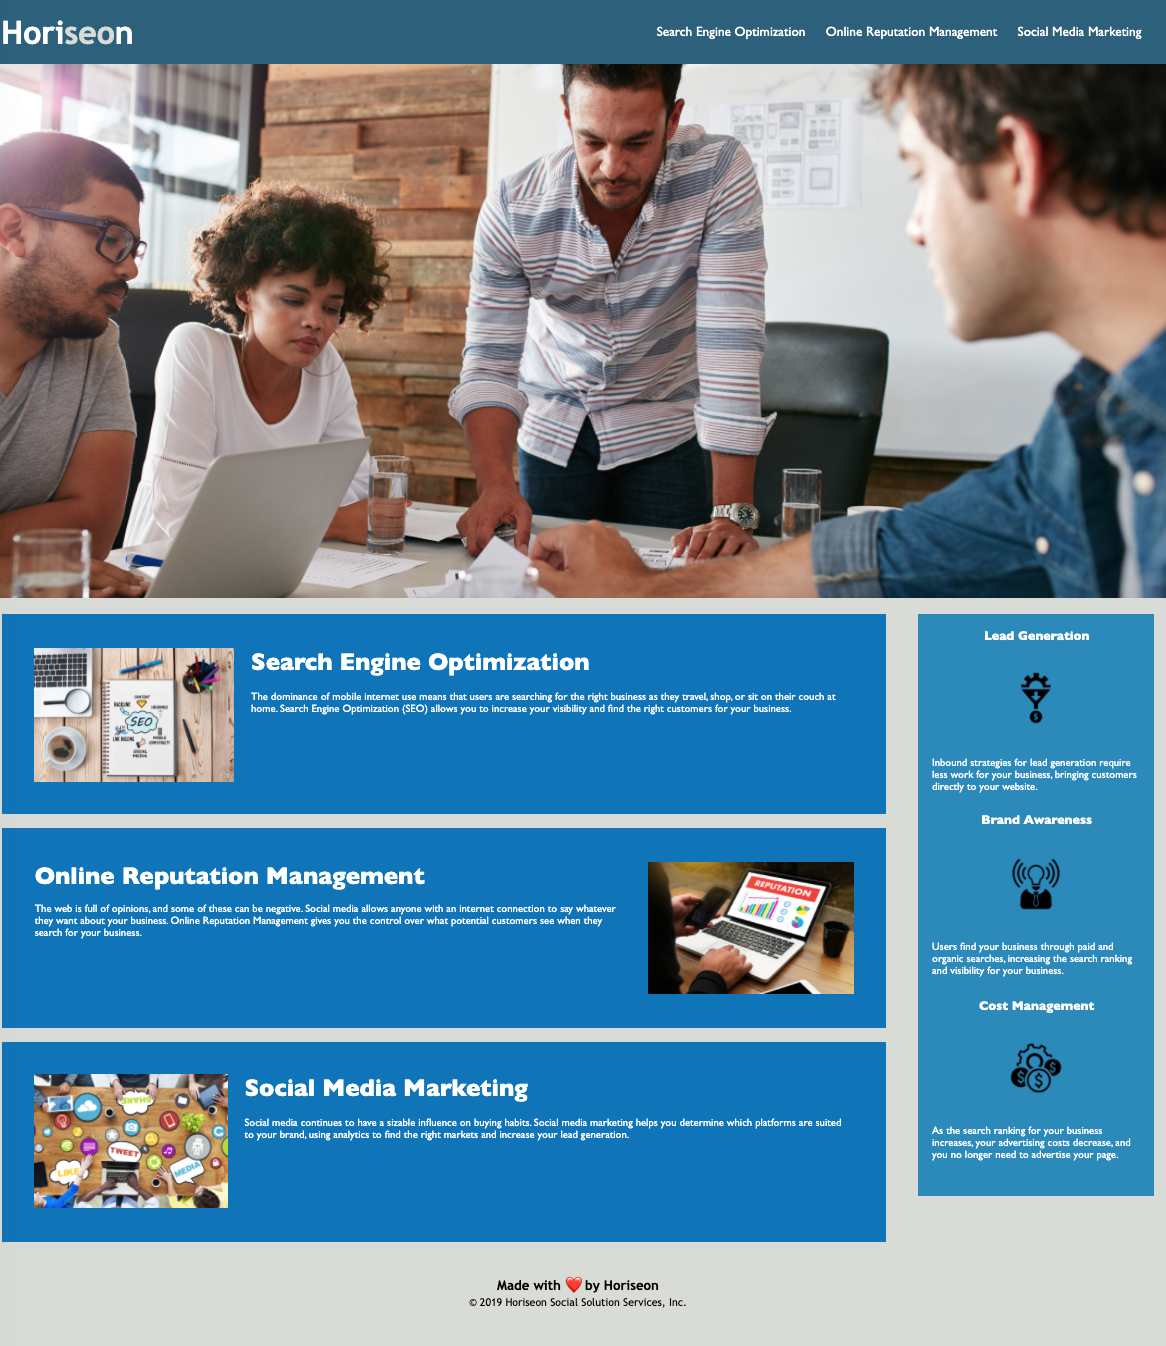 Horiseon
Search Engine Optimization
Online Reputation Management
Social Media Marketing
CONTENT
BACKLINK
SEO
LINK BUILDING
SOCIAL
MEDIA
Search Engine Optimization
The dominance of mobile internet use means that users are searching for the right business as they travel, shop, or sit on their couch at
home. Search Engine Optimization (SEO) allows you to increase your visibility and find the right customers for your business.
Online Reputation Management
The web is full of opinions, and some of these can be negative. Social media allows anyone with an internet connection to say whatever
they want about your business. Online Reputation Management gives you the control over what potential customers see when they
search for your business.
REPUTATION
SHARE
TWEET
LIKE
MEDIA
Social Media Marketing
Social media continues to have a sizable influence on buying habits. Social media marketing helps you determine which platforms are suited
to your brand, using analytics to find the right markets and increase your lead generation.
Lead Generation
$
Inbound strategies for lead generation require
less work for your business, bringing customers
directly to your website.
Brand Awareness
Users find your business through paid and
organic searches, increasing the search ranking
and visibility for your business.
Cost Management
$ $ $
As the search ranking for your business
increases, your advertising costs decrease, and
you no longer need to advertise your page.
Made with ❤️ by Horiseon
© 2019 Horiseon Social Solution Services, Inc.